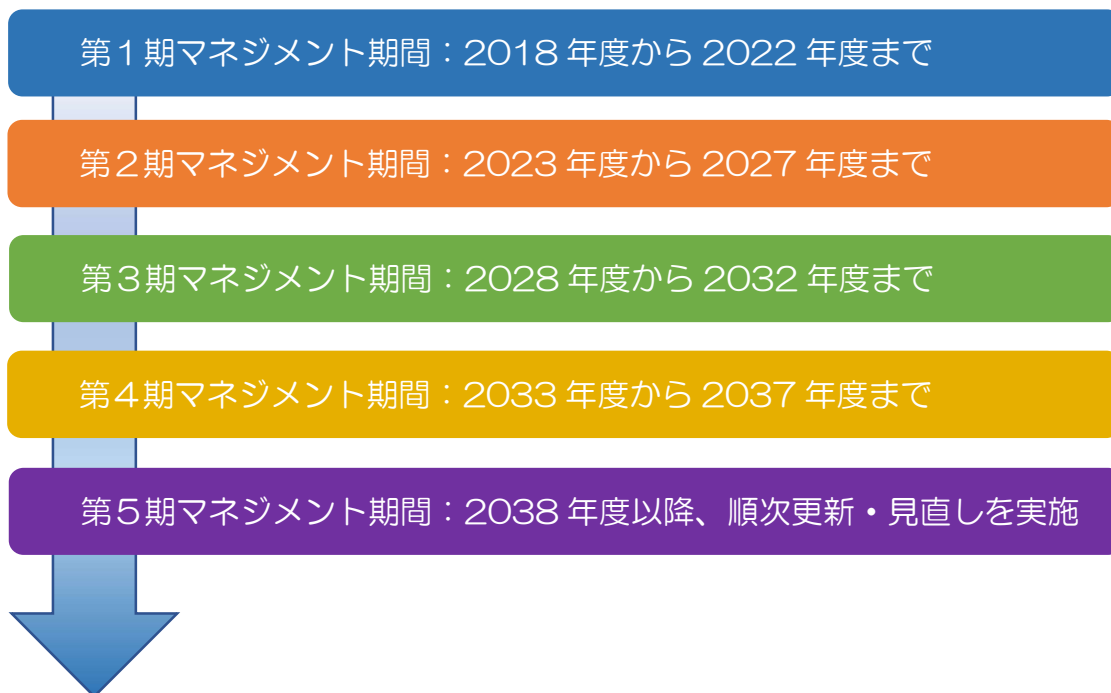 第１期マネジメント期間：2018 年度から 2022 年度まで
第２期マネジメント期間：2023 年度から 2027 年度まで
第３期マネジメント期間：2028 年度から 2032 年度まで
第４期マネジメント期間：2033 年度から 2037 年度まで
第５期マネジメント期間：2038 年度以降、順次更新・見直しを実施